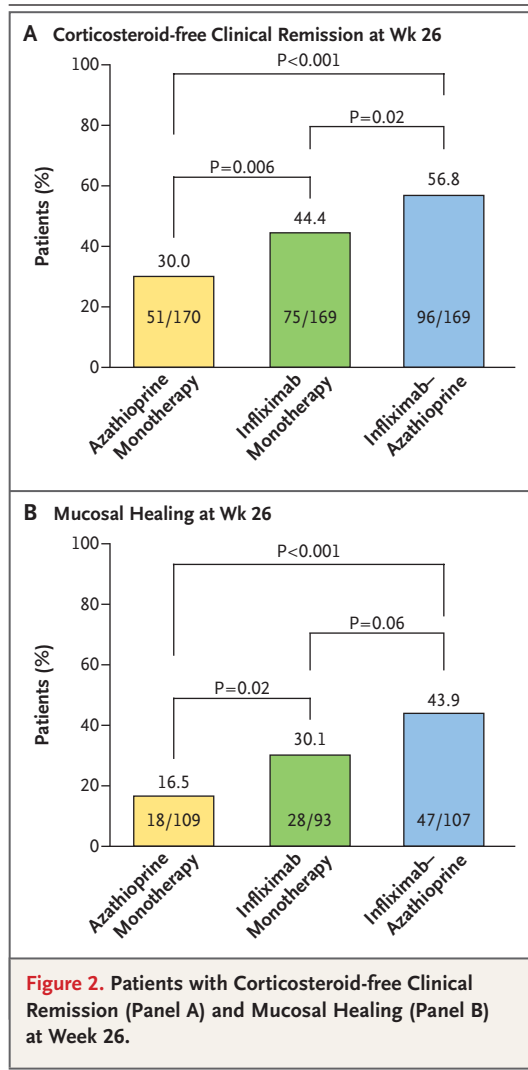 A Corticosteroid-free Clinical Remission at Wk 26
100
80
60
40
20
0
Patients (%)
P<0.001
P=0.02
P=0.006
30.0
44.4
56.8
51/170
75/169
96/169
Azathioprine
Monotherapy
Infliximab
Monotherapy
Infliximab–
Azathioprine
B Mucosal Healing at Wk 26
100
80
60
40
20
0
Patients (%)
P<0.001
P=0.06
P=0.02
16.5
30.1
43.9
18/109
28/93
47/107
Azathioprine
Monotherapy
Infliximab
Monotherapy
Infliximab–
Azathioprine
Figure 2. Patients with Corticosteroid-free Clinical
Remission (Panel A) and Mucosal Healing (Panel B)
at Week 26.